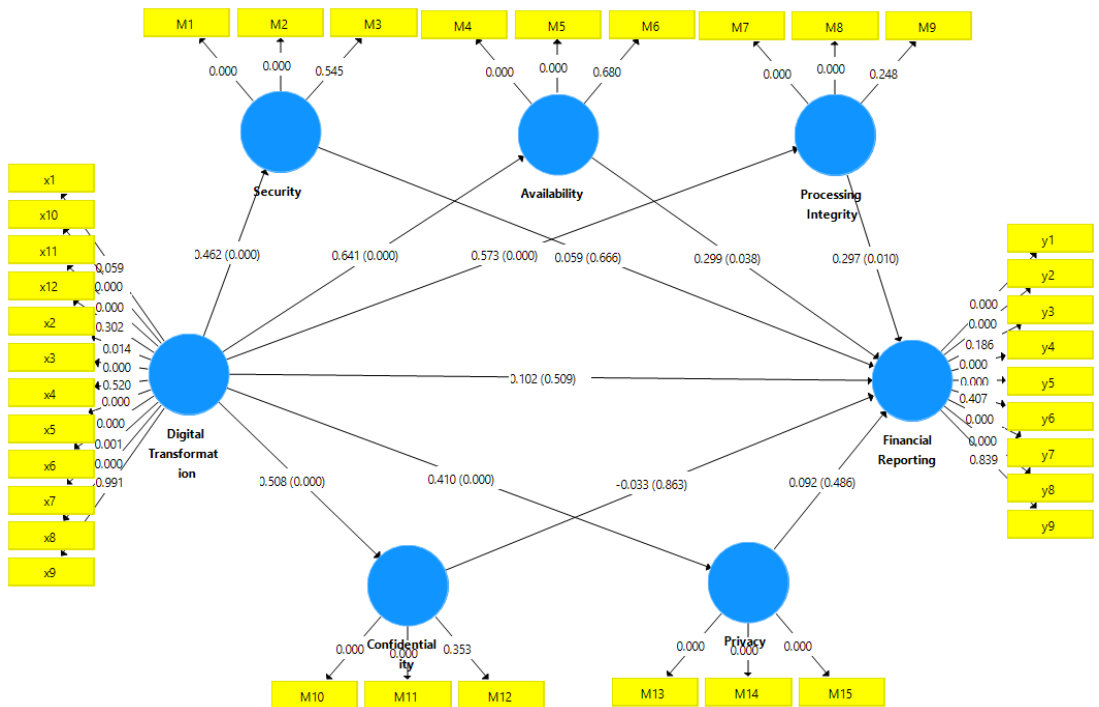 M1
M2
M3
M4
M5
M6
M7
M8
M9
0.000
0.000
0.545
0.000
0.000
0.680
0.000
0.000
0.248
Security
Availability
Processing
Integrity
x1
x10
x11
x12
x2
x3
x4
x5
x6
x7
x8
x9
0.059
0.000
0.000
0.302
0.014
0.000
0.520
0.000
0.000
0.001
0.000
0.991
Digital
Transformat
ion
0.462 (0.000)
0.641 (0.000)
0.573 (0.000)
0.059 (0.666)
0.299 (0.038)
0.297 (0.010)
0.102 (0.509)
0.508 (0.000)
0.410 (0.000)
-0.033 (0.863)
0.092 (0.486)
Financial
Reporting
0.000
0.000
0.186
0.000
0.000
0.407
0.000
0.000
0.839
y1
y2
y3
y4
y5
y6
y7
y8
y9
Confidential
ity
Privacy
0.000
0.000
0.353
0.000
0.000
0.000
M10
M11
M12
M13
M14
M15